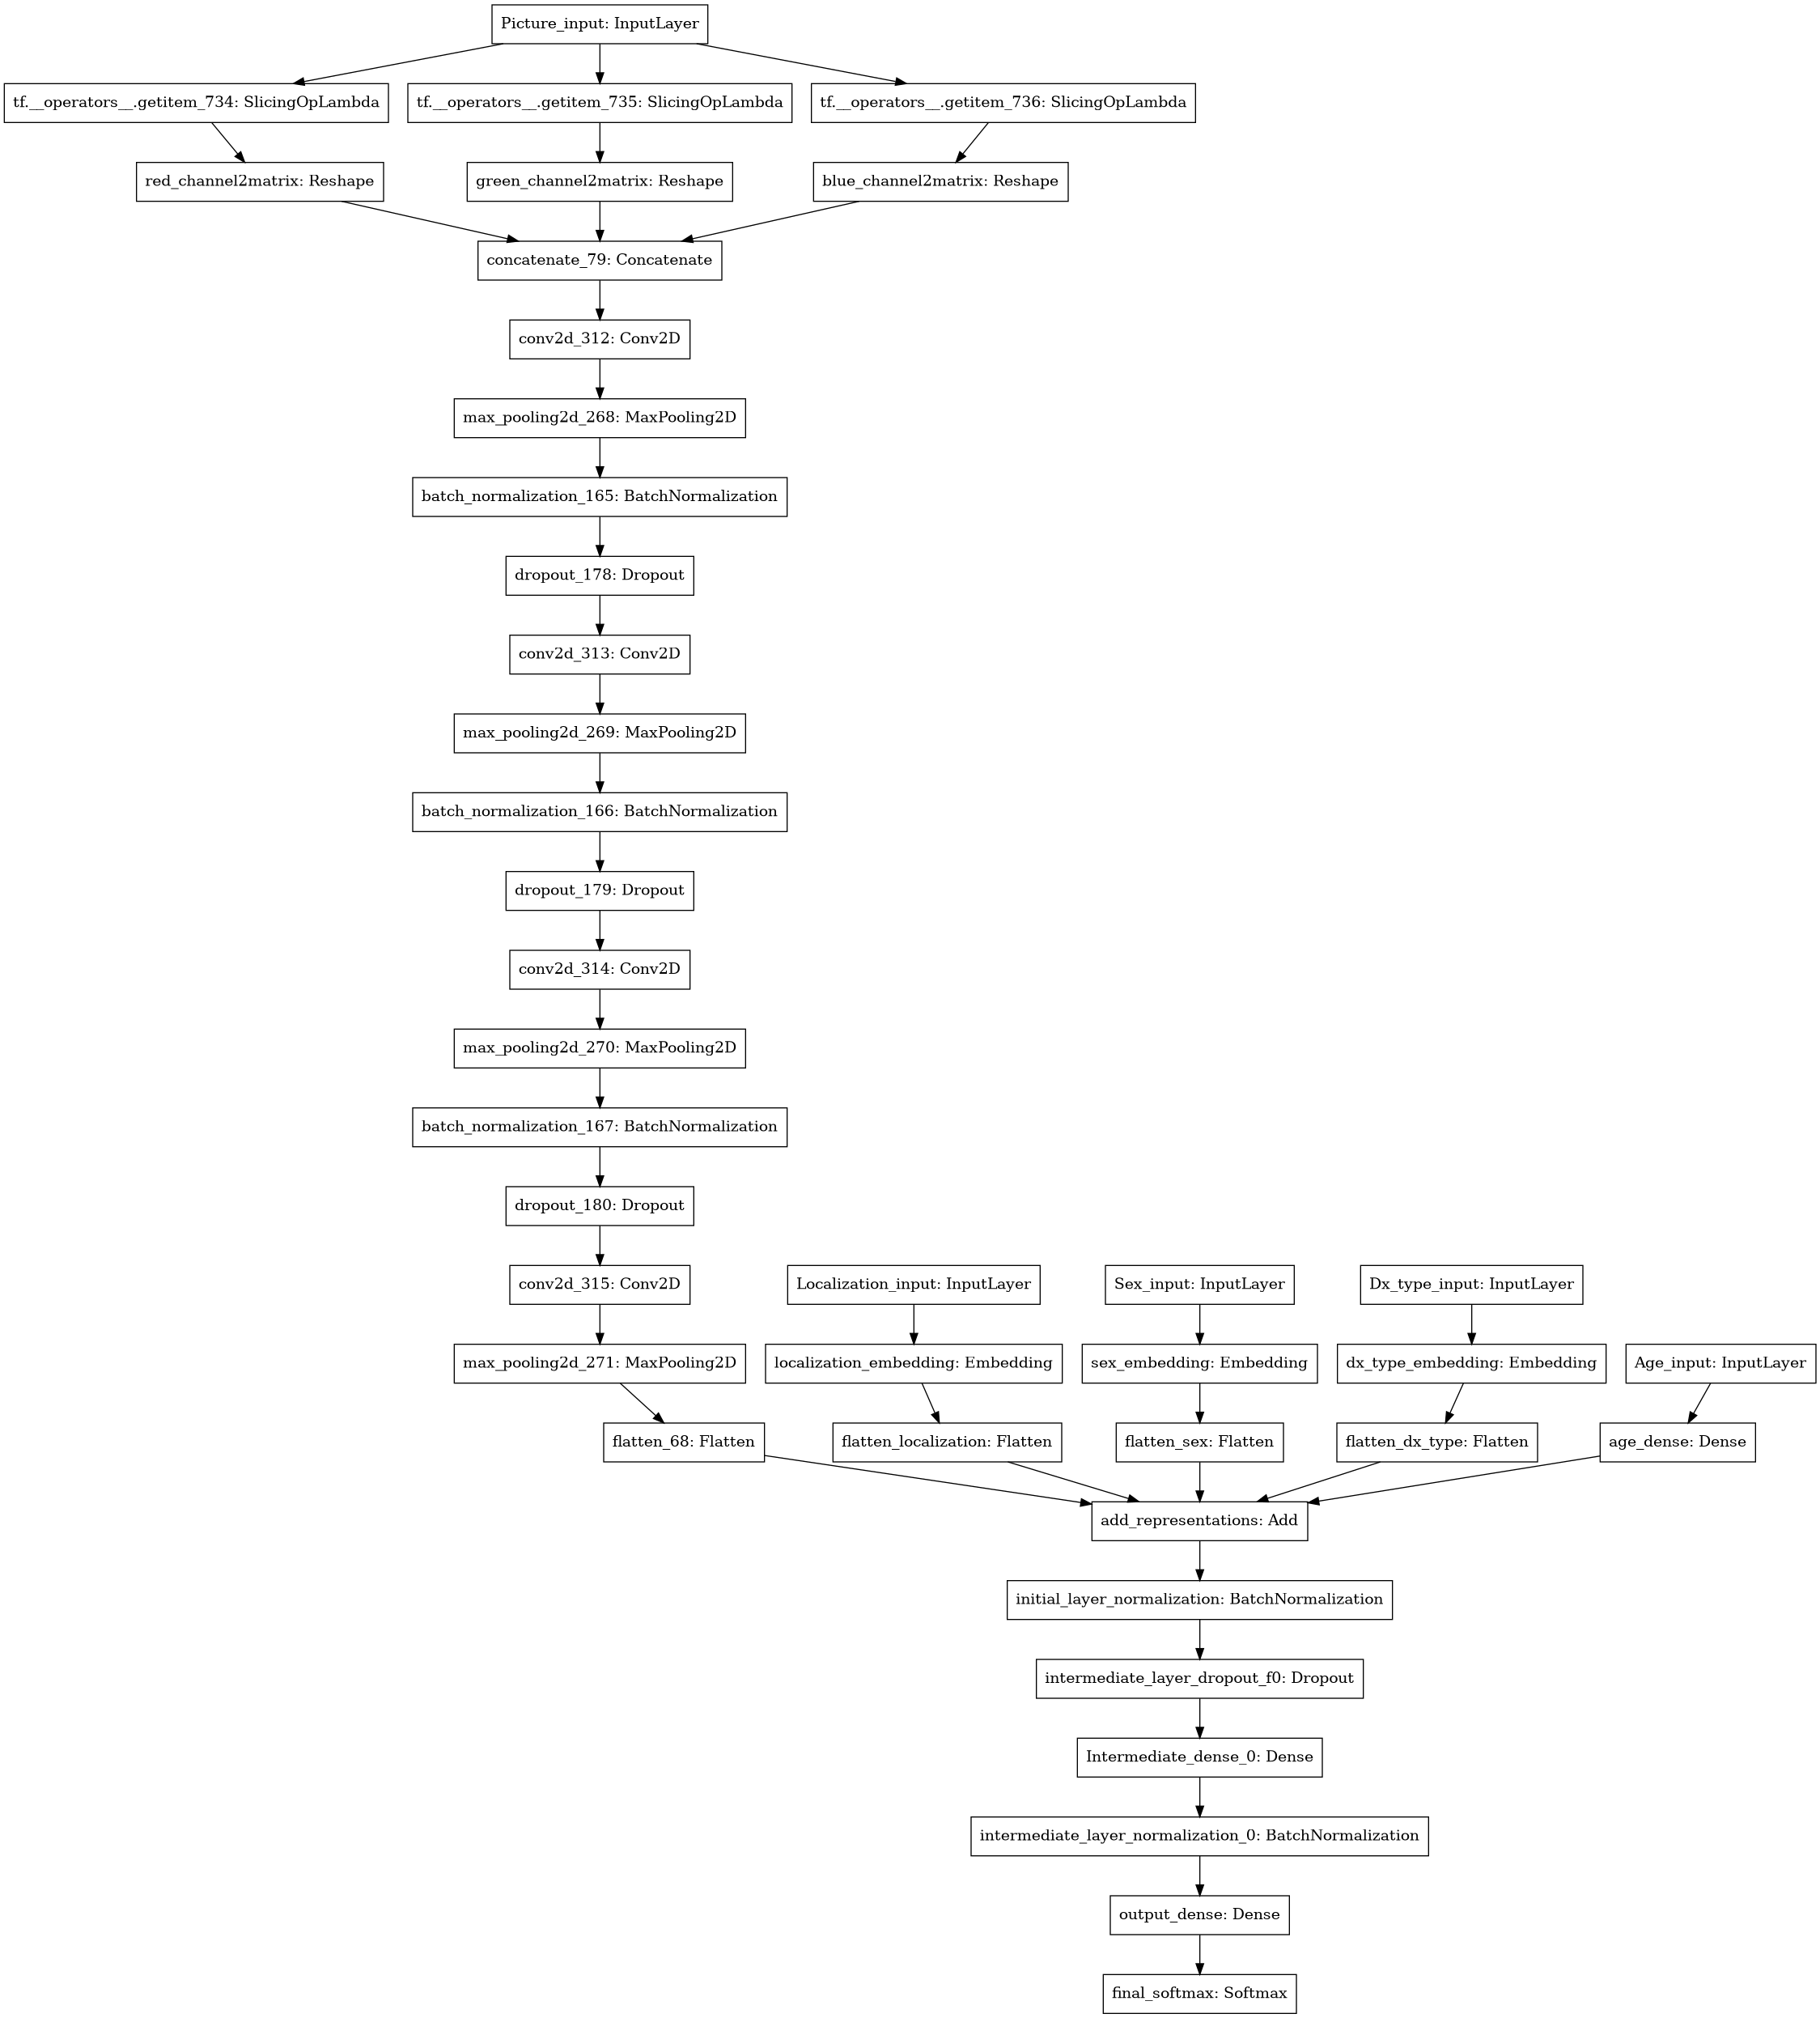 Picture_input: InputLayer
tf.__operators__.getitem_734: SlicingOpLambda
tf.__operators__.getitem_735: SlicingOpLambda
tf.__operators__.getitem_736: SlicingOpLambda
red_channel2matrix: Reshape
green_channel2matrix: Reshape
blue_channel2matrix: Reshape
concatenate_79: Concatenate
conv2d_312: Conv2D
max_pooling2d_268: MaxPooling2D
batch_normalization_165: BatchNormalization
dropout_178: Dropout
conv2d_313: Conv2D
max_pooling2d_269: MaxPooling2D
batch_normalization_166: BatchNormalization
dropout_179: Dropout
conv2d_314: Conv2D
max_pooling2d_270: MaxPooling2D
batch_normalization_167: BatchNormalization
dropout_180: Dropout
conv2d_315: Conv2D
Localization_input: InputLayer
Sex_input: InputLayer
Dx_type_input: InputLayer
max_pooling2d_271: MaxPooling2D
localization_embedding: Embedding
sex_embedding: Embedding
dx_type_embedding: Embedding
Age_input: InputLayer
flatten_68: Flatten
flatten_localization: Flatten
flatten_sex: Flatten
flatten_dx_type: Flatten
age_dense: Dense
add_representations: Add
initial_layer_normalization: BatchNormalization
intermediate_layer_dropout_f0: Dropout
Intermediate_dense_0: Dense
intermediate_layer_normalization_0: BatchNormalization
output_dense: Dense
final_softmax: Softmax